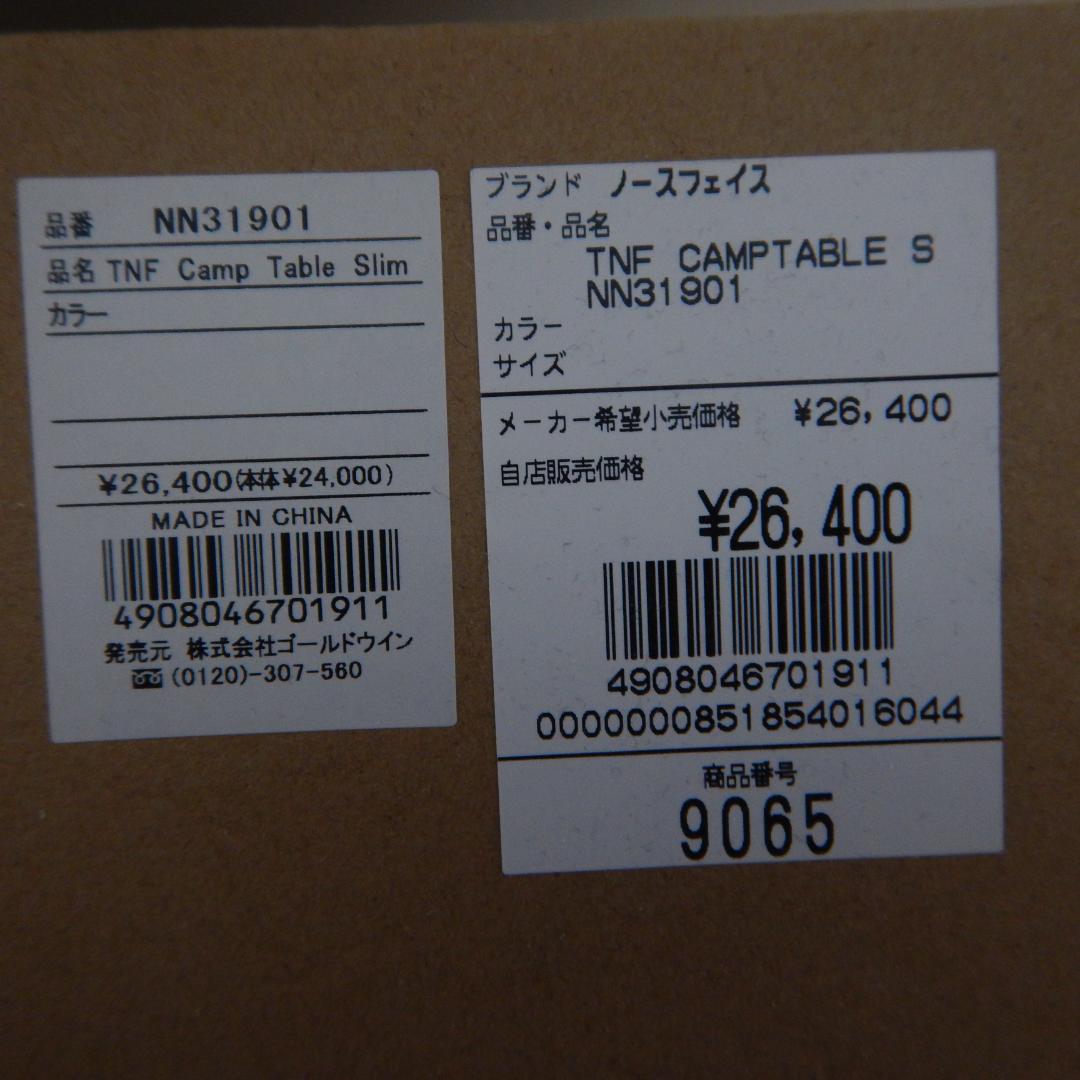 品番 NN31901
品名 TNF Camp Table Slim
カラー
¥26,400(本体¥24,000)
MADE IN CHINA
4908046701911
発売元 株式会社ゴールドウイン
(0120)-307-560
ブランド ノースフェイス
品番・品名
TNF CAMPTABLE S
NN31901
カラー
サイズ
メーカー希望小売価格 ¥26,400
自店販売価格
¥26,400
4908046701911
0000000851854016044
商品番号
9065